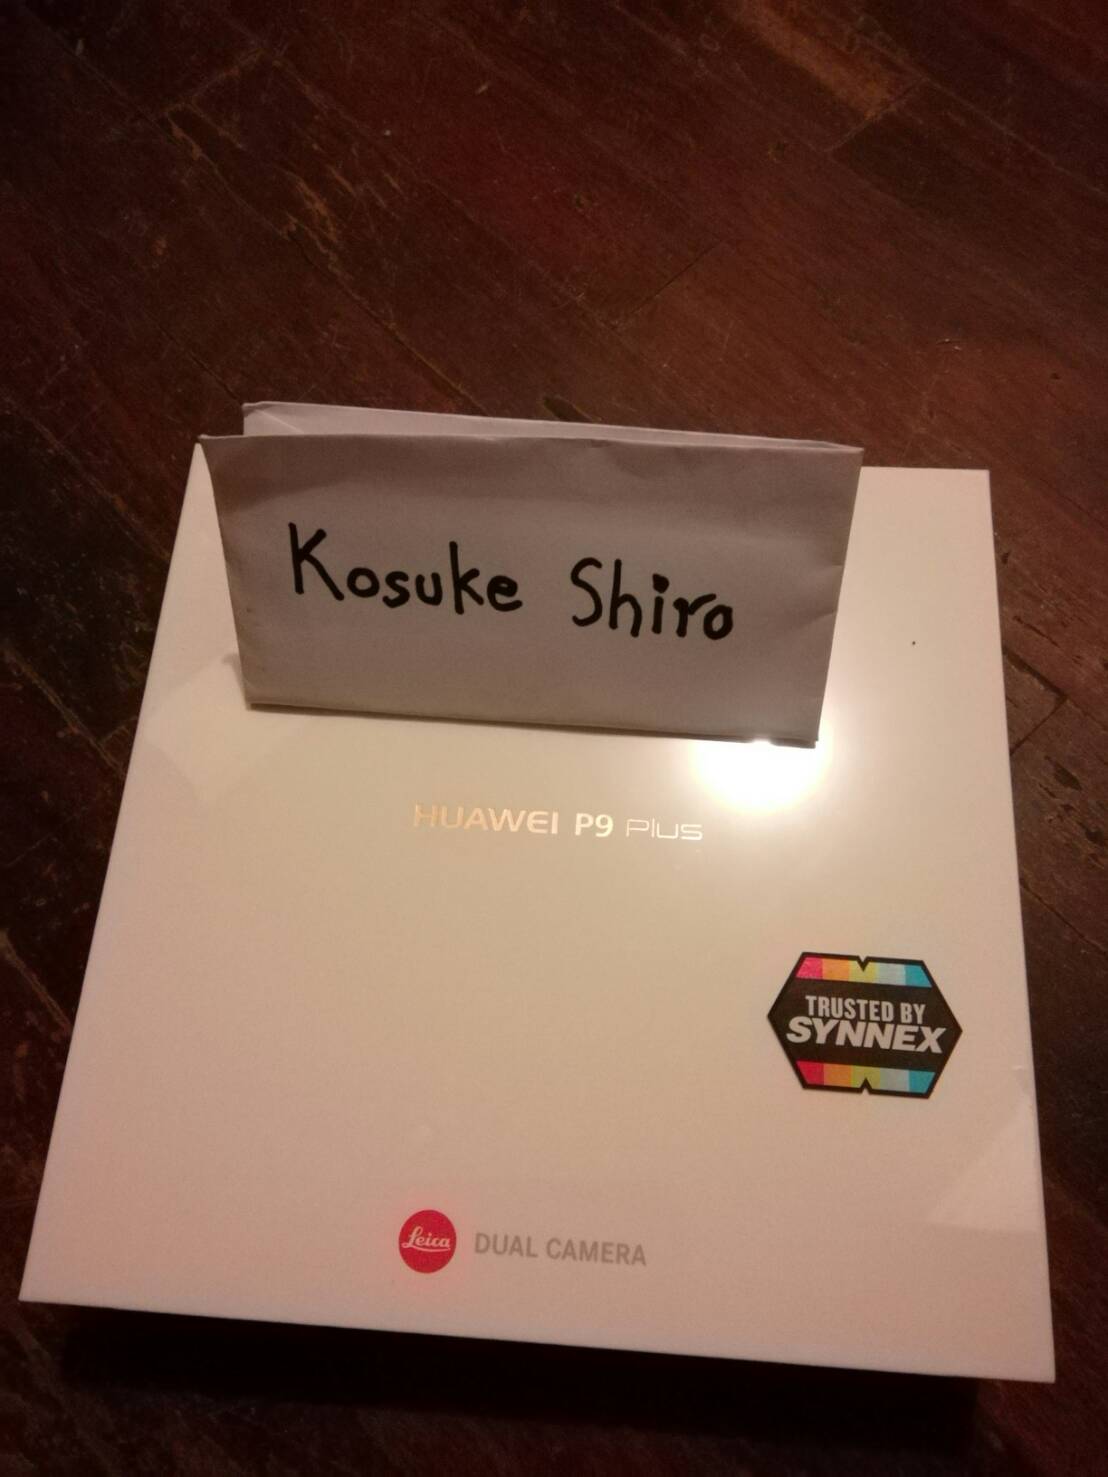 Kosuke Shiro
HUAWEI P9 Plus
TRUSTED BY
SYNNEX
Leica DUAL CAMERA